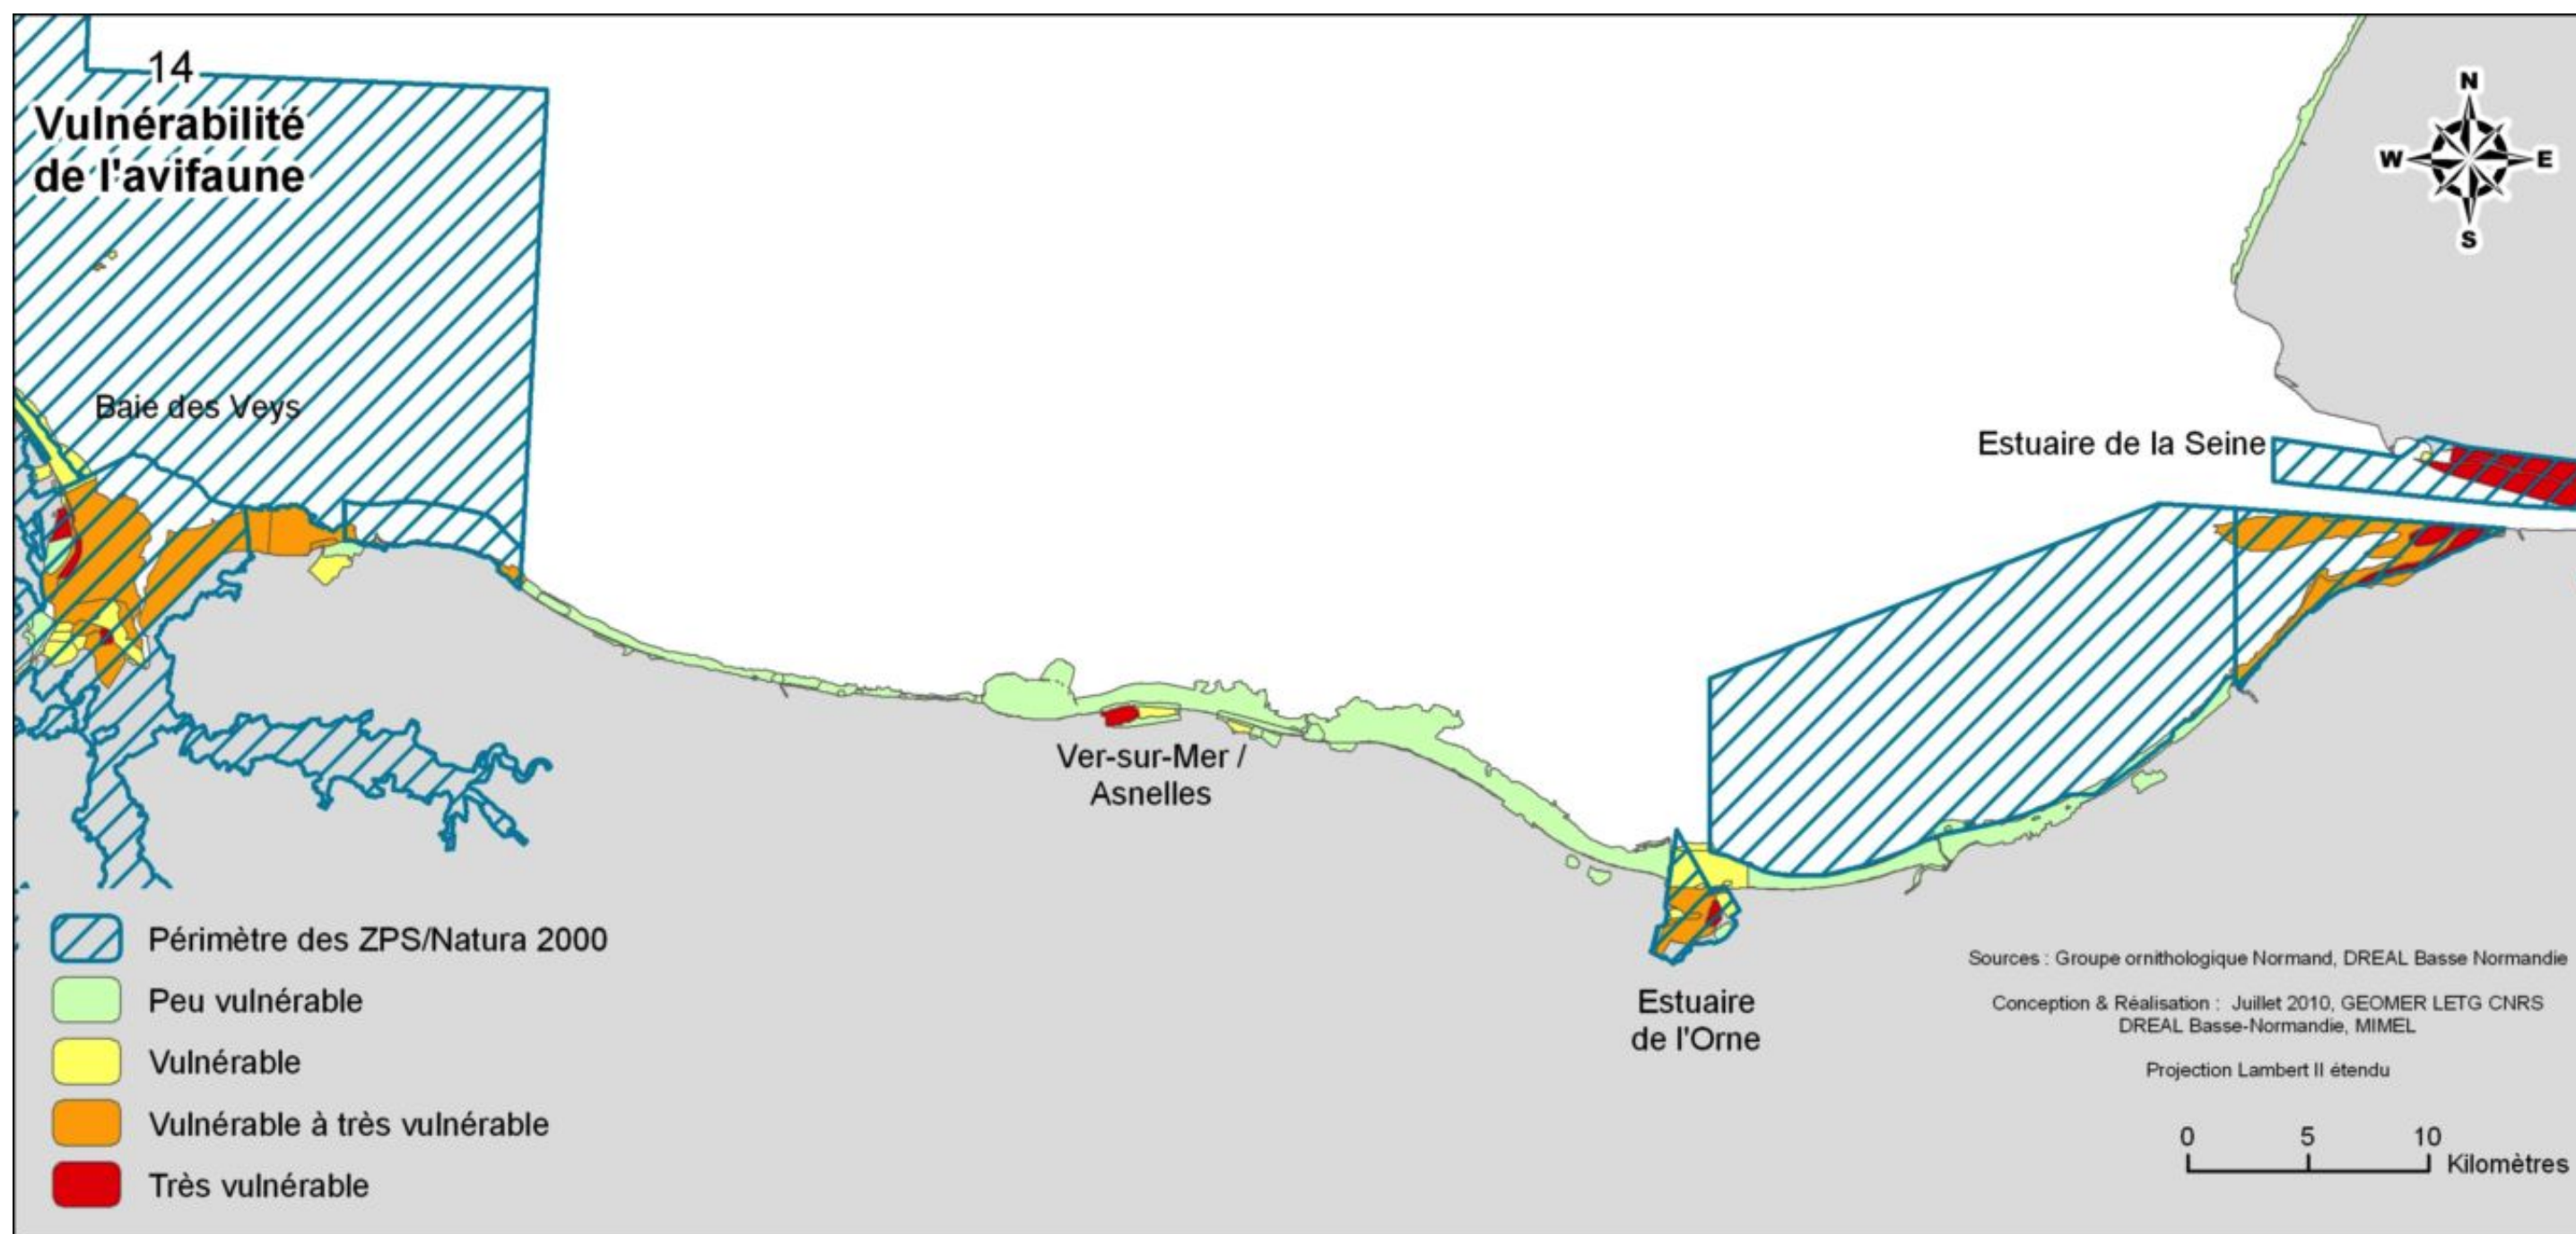 14
Vulnérabilité
de l'avifaune
N
W
E
S
Baie des Veys
Estuaire de la Seine
Ver-sur-Mer /
Asnelles
Estuaire
de l'Orne
Périmètre des ZPS/Natura 2000
Peu vulnérable
Vulnérable
Vulnérable à très vulnérable
Très vulnérable
Sources : Groupe ornithologique Normand, DREAL Basse Normandie
Conception & Réalisation : Juillet 2010, GEOMER LETG CNRS
DREAL Basse-Normandie, MIMEL
Projection Lambert II étendu
0 5 10
Kilomètres